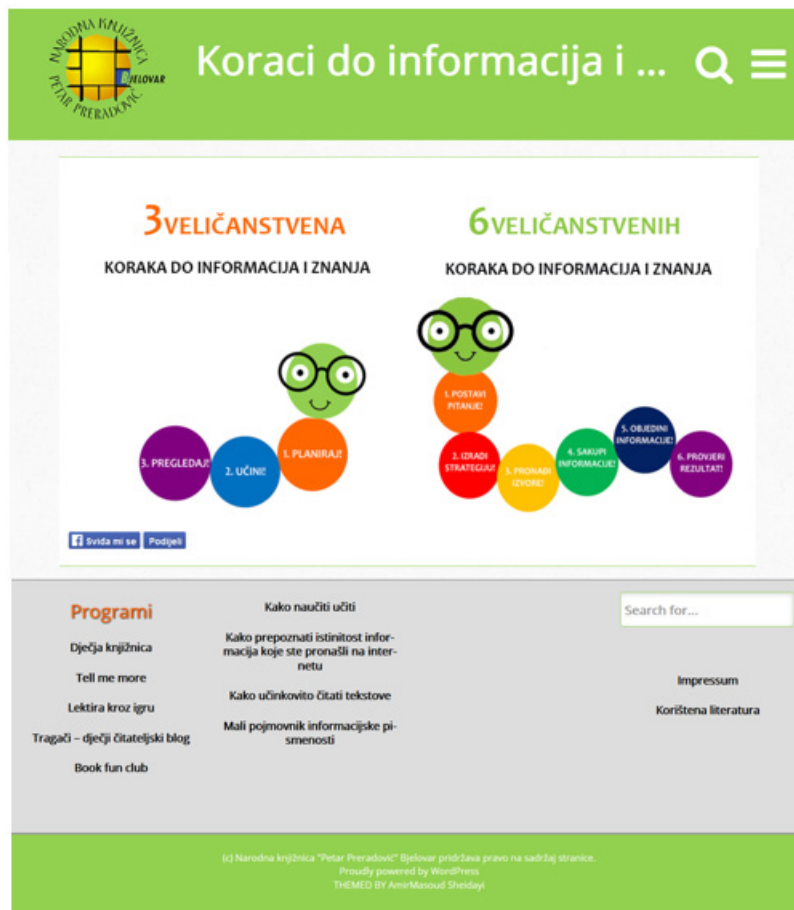 NARODNA KNJIŽNICA
PETAR PRERADOVIĆ
BJELOVAR
Koraci do informacija i ...
3VELIČANSTVENA
KORAKA DO INFORMACIJA I ZNANJA
3. PREGLEDAJ!
2. UČINI!
1. PLANIRAJ!
6VELIČANSTVENIH
KORAKA DO INFORMACIJA I ZNANJA
1. POSTAVI
PITANJE!
2. IZRADI
STRATEGIJU!
3. PRONAĐI
IZVORE!
4. SAKUPI
INFORMACIJE!
5. OBJEDINI
INFORMACIJE!
6. PROVJERI
REZULTAT!
Sviđa mi se
Podijeli
Programi
Dječja knjižnica
Tell me more
Lektira kroz igru
Tragači – dječji čitateljski blog
Book fun club
Kako naučiti učiti
Kako prepoznati istinitost infor-
macija koje ste pronašli na inter-
netu
Kako učinkovito čitati tekstove
Mali pojmovnik informacijske pi-
smenosti
Search for...
Impressum
Korištena literatura
(c) Narodna knjižnica "Petar Preradović" Bjelovar pridržava pravo na sadržaj stranice.
Proudly powered by WordPress
THEMED BY AmirMasoud Sheidayi